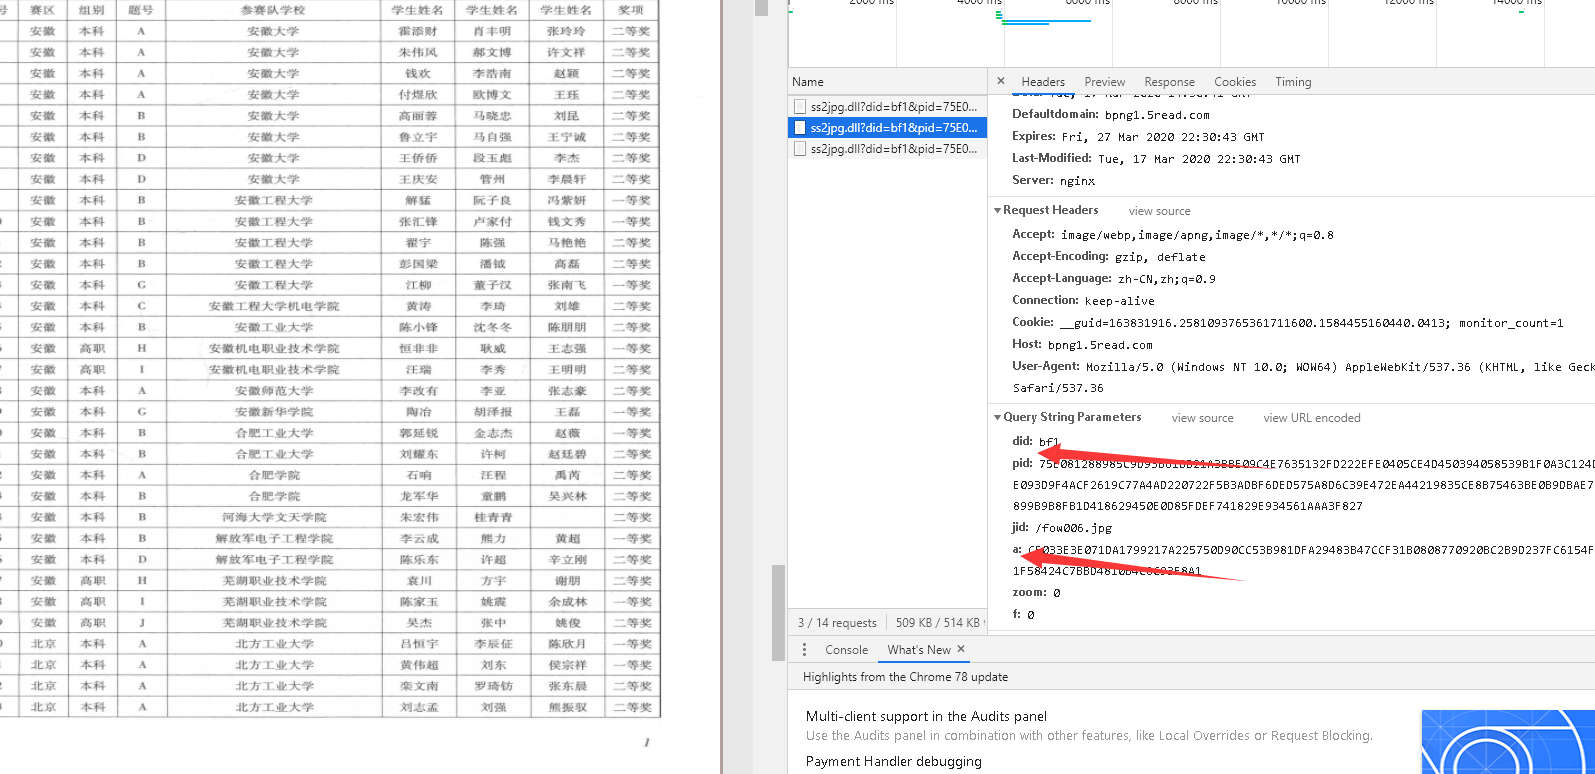 号 赛区 组别 题号 参赛队学校 学生姓名 学生姓名 学生姓名 奖项
安徽 本科 A 安徽大学 霍添财 肖丰明 张玲玲 二等奖
安徽 本科 A 安徽大学 朱伟风 郝文博 许文祥 二等奖
安徽 本科 A 安徽大学 钱欢 李浩南 赵颖 二等奖
安徽 本科 A 安徽大学 付煜欣 欧博文 王珏 二等奖
安徽 本科 B 安徽大学 高丽蓉 马晓忠 刘昆 二等奖
安徽 本科 B 安徽大学 鲁立宇 马自强 王宁诚 二等奖
安徽 本科 D 安徽大学 王侨侨 段玉彪 李杰 二等奖
安徽 本科 D 安徽大学 王庆安 管州 李晨轩 二等奖
安徽 本科 B 安徽工程大学 解猛 阮子良 冯紫妍 一等奖
安徽 本科 B 安徽工程大学 张汇锋 卢家付 钱文秀 一等奖
安徽 本科 B 安徽工程大学 翟宇 陈强 马艳艳 二等奖
安徽 本科 B 安徽工程大学 彭国梁 潘钺 高磊 二等奖
安徽 本科 G 安徽工程大学 江柳 董子汉 张南飞 一等奖
安徽 本科 C 安徽工程大学机电学院 黄涛 李琦 刘雄 二等奖
安徽 本科 B 安徽工业大学 陈小锋 沈冬冬 陈朋朋 二等奖
安徽 高职 H 安徽机电职业技术学院 恒非非 耿威 王志强 一等奖
安徽 高职 I 安徽机电职业技术学院 汪瑞 李秀 王明明 二等奖
安徽 本科 A 安徽师范大学 李改有 李亚 张志豪 二等奖
安徽 本科 G 安徽新华学院 陶冶 胡泽报 王磊 一等奖
安徽 本科 B 合肥工业大学 郭延锐 金志杰 赵薇 一等奖
安徽 本科 B 合肥工业大学 刘耀东 许柯 赵廷碧 二等奖
安徽 本科 A 合肥学院 石响 汪程 禹芮 二等奖
安徽 本科 B 合肥学院 龙军华 童鹏 吴兴林 二等奖
安徽 本科 B 河海大学文天学院 朱宏伟 桂青青 二等奖
安徽 本科 B 解放军电子工程学院 李云成 熊力 黄超 一等奖
安徽 本科 D 解放军电子工程学院 陈乐东 许超 辛立刚 二等奖
安徽 高职 H 芜湖职业技术学院 袁川 方宇 谢朋 二等奖
安徽 高职 I 芜湖职业技术学院 陈家玉 姚震 余成林 一等奖
安徽 高职 J 芜湖职业技术学院 吴杰 张中 姚俊 二等奖
北京 本科 A 北方工业大学 吕恒宇 李辰征 陈欣月 一等奖
北京 本科 A 北方工业大学 黄伟超 刘东 侯宗祥 一等奖
北京 本科 A 北方工业大学 栾文南 罗琦钫 张东晨 二等奖
北京 本科 A 北方工业大学 刘志孟 刘强 熊振驭 二等奖
1
2000 ms 4000 ms 6000 ms 8000 ms 10000 ms 12000 ms 14000 ms
Name
ss2jpg.dll?did=bf1&pid=75E0...
ss2jpg.dll?did=bf1&pid=75E0...
ss2jpg.dll?did=bf1&pid=75E0...
3 / 14 requests 509 KB / 514 KB
× Headers Preview Response Cookies Timing
Defaultdomain: bpng1.5read.com
Expires: Fri, 27 Mar 2020 22:30:43 GMT
Last-Modified: Tue, 17 Mar 2020 22:30:43 GMT
Server: nginx
Request Headers view source
Accept: image/webp,image/apng,image/*,*/*;q=0.8
Accept-Encoding: gzip, deflate
Accept-Language: zh-CN,zh;q=0.9
Connection: keep-alive
Cookie: __guid=163831916.2581093765361711600.1584455160440.0413; monitor_count=1
Host: bpng1.5read.com
User-Agent: Mozilla/5.0 (Windows NT 10.0; WOW64) AppleWebKit/537.36 (KHTML, like Geck
Safari/537.36
Query String Parameters view source view URL encoded
did: bf1
pid:
E093D9F4ACF2619C77A4AD220722F5B3ADBF6DED575A8D6C39E472EA44219835CE8B75463BE0B9DBAE7
899B9B8FB1D418629450E0D85FDEF741829E934561AAA3F827
jid: /fow006.jpg
a:
zoom: 0
f: 0
Console What's New ×
Highlights from the Chrome 78 update
Multi-client support in the Audits panel
Use the Audits panel in combination with other features, like Local Overrides or Request Blocking.
Payment Handler debugging